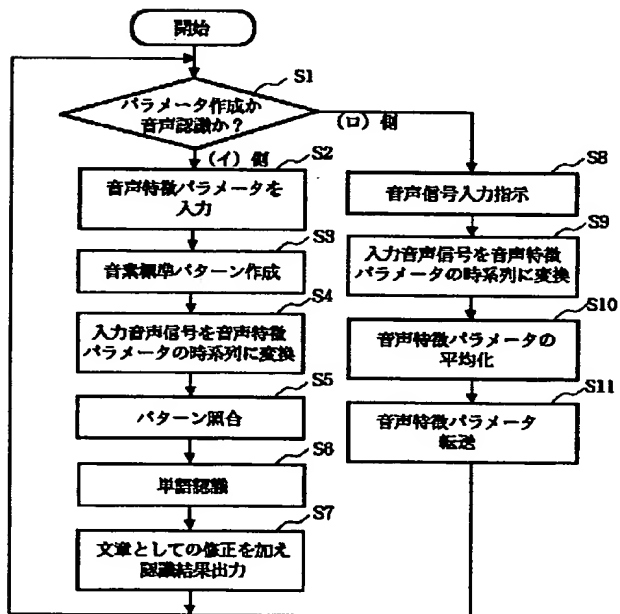 開始
S1
パラメータ作成か
音声認識か？
(イ)側
(ロ)側
S2
音声特徴パラメータを
入力
S3
音素標準パターン作成
S4
入力音声信号を音声特徴
パラメータの時系列に変換
S5
パターン照合
S6
単語認識
S7
文章としての修正を加え
認識結果出力
S8
音声信号入力指示
S9
入力音声信号を音声特徴
パラメータの時系列に変換
S10
音声特徴パラメータの
平均化
S11
音声特徴パラメータ
転送